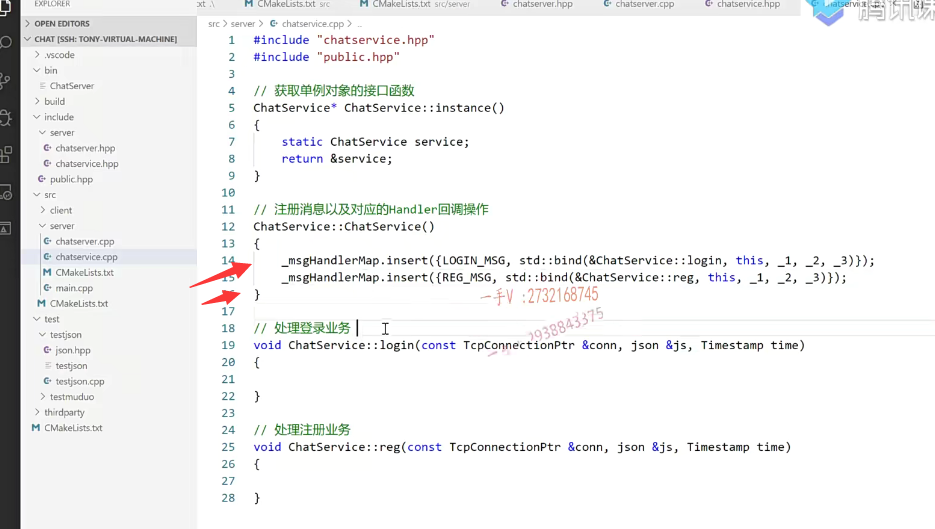 EXPLORER
CMakeLists.txt src
CMakeLists.txt src/server
chatserver.hpp
chatserver.cpp
chatservice.hpp
OPEN EDITORS
CHAT [SSH: TONY-VIRTUAL-MACHINE]
.vscode
bin
ChatServer
build
include
server
chatserver.hpp
chatservice.hpp
public.hpp
src
client
server
chatserver.cpp
chatservice.cpp
CMakeLists.txt
main.cpp
CMakeLists.txt
test
testjson
json.hpp
testjson
testjson.cpp
testmuduo
thirdparty
CMakeLists.txt
src > server > chatservice.cpp > ...
1 #include "chatservice.hpp"
2 #include "public.hpp"
3
4 // 获取单例对象的接口函数
5 ChatService* ChatService::instance()
6 {
7 static ChatService service;
8 return &service;
9 }
10
11 // 注册消息以及对应的Handler回调操作
12 ChatService::ChatService()
13 {
14 _msgHandlerMap.insert({LOGIN_MSG, std::bind(&ChatService::login, this, _1, _2, _3)});
15 _msgHandlerMap.insert({REG_MSG, std::bind(&ChatService::reg, this, _1, _2, _3)});
16 }
一手V :2732168745
17
18 // 处理登录业务
2938843375
19 void ChatService::login(const TcpConnectionPtr &conn, json &js, Timestamp time)
20 {
21
22 }
23
24 // 处理注册业务
25 void ChatService::reg(const TcpConnectionPtr &conn, json &js, Timestamp time)
26 {
27
28 }